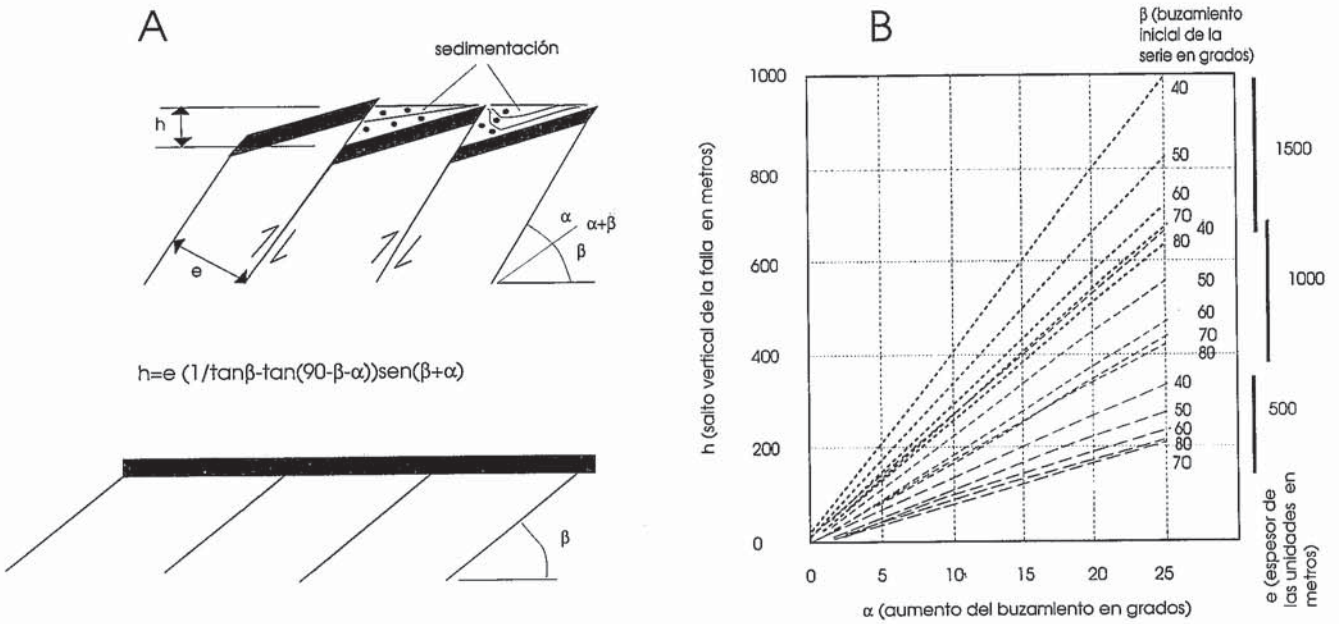 A
sedimentación
h
e
α
α+β
β
h=e (1/tanβ-tan(90-β-α))sen(β+α)
β
B
β (buzamiento
inicial de la
serie en grados)
h (salto vertical de la falla en metros)
1000
800
600
400
200
0
0
5
10
15
20
25
α (aumento del buzamiento en grados)
40
50
60
70
40
80
50
60
70
80
40
50
60
80
70
1500
1000
500
e (espesor de
las unidades en
metros)